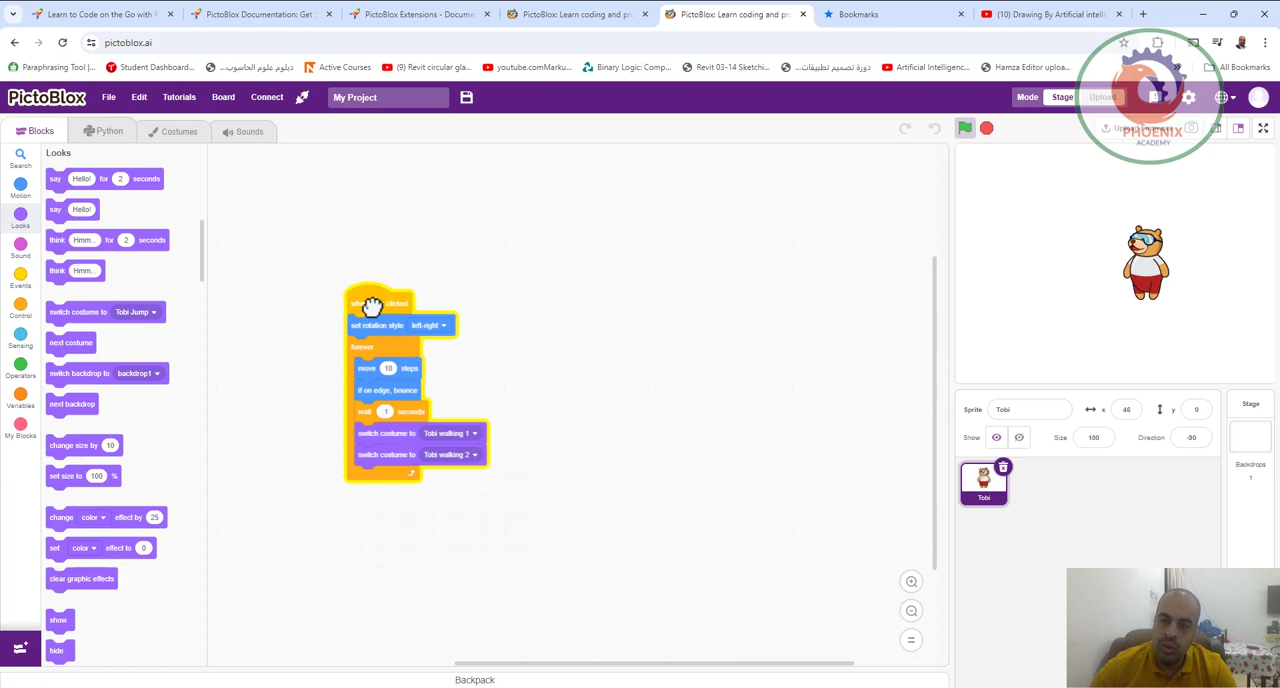 Learn to Code on the Go with P
PictoBlox Documentation: Get S
PictoBlox Extensions - Docume
PictoBlox: Learn coding and pr
PictoBlox: Learn coding and pr
Bookmarks
(10) Drawing By Artificial intelli
pictoblox.ai
Paraphrasing Tool |...
Student Dashboard...
دبلوم علوم الحاسوب...
Active Courses
(9) Revit solar gla...
youtube.com/Marku...
Binary Logic: Comp...
Revit 03-14 Sketchi...
دورة تصميم تطبيقات...
Artificial Intelligenc...
Hamza Editor uploa...
All Bookmarks
PictoBlox
File
Edit
Tutorials
Board
Connect
My Project
Mode
Stage
Upload
PHOENIX
ACADEMY
Blocks
Python
Costumes
Sounds
Search
Motion
Looks
Sound
Events
Control
Sensing
Operators
Variables
My Blocks
Looks
say Hello! for 2 seconds
say Hello!
think Hmm... for 2 seconds
think Hmm...
switch costume to Tobi Jump
next costume
switch backdrop to backdrop1
next backdrop
change size by 10
set size to 100 %
change color effect by 25
set color effect to 0
clear graphic effects
show
hide
clicked
set rotation style left-right
forever
move 10 steps
if on edge, bounce
wait .1 seconds
switch costume to Tobi walking 1
switch costume to Tobi walking 2
Sprite
Tobi
x
46
y
0
Show
Size
100
Direction
-90
Tobi
Stage
Backdrops
1
Backpack